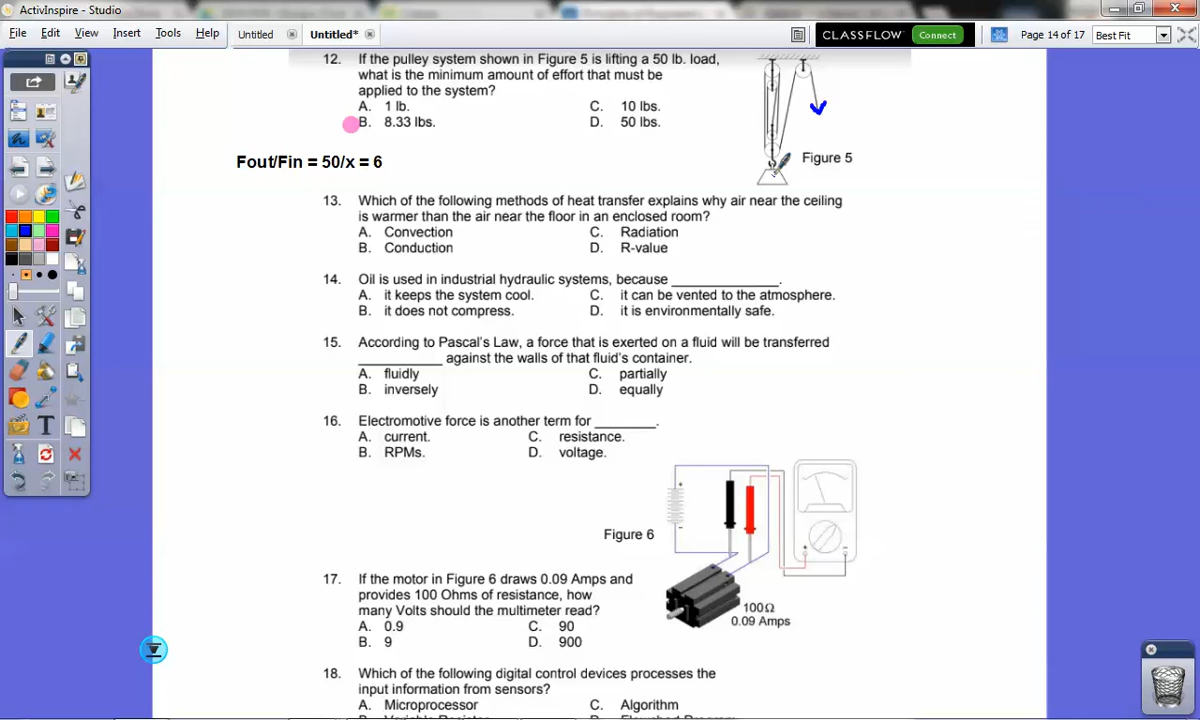 ActivInspire - Studio
File Edit View Insert Tools Help
Untitled
Untitled*
CLASSFLOW Connect
Page 14 of 17
Best Fit
12. If the pulley system shown in Figure 5 is lifting a 50 lb. load,
what is the minimum amount of effort that must be
applied to the system?
A. 1 lb. C. 10 lbs.
B. 8.33 lbs. D. 50 lbs.
Figure 5
Fout/Fin = 50/x = 6
13. Which of the following methods of heat transfer explains why air near the ceiling
is warmer than the air near the floor in an enclosed room?
A. Convection C. Radiation
B. Conduction D. R-value
14. Oil is used in industrial hydraulic systems, because ______________.
A. it keeps the system cool. C. it can be vented to the atmosphere.
B. it does not compress. D. it is environmentally safe.
15. According to Pascal's Law, a force that is exerted on a fluid will be transferred
___________ against the walls of that fluid's container.
A. fluidly C. partially
B. inversely D. equally
16. Electromotive force is another term for ________.
A. current. C. resistance.
B. RPMs. D. voltage.
Figure 6
+
-
+ -
100Ω
0.09 Amps
17. If the motor in Figure 6 draws 0.09 Amps and
provides 100 Ohms of resistance, how
many Volts should the multimeter read?
A. 0.9 C. 90
B. 9 D. 900
18. Which of the following digital control devices processes the
input information from sensors?
A. Microprocessor C. Algorithm